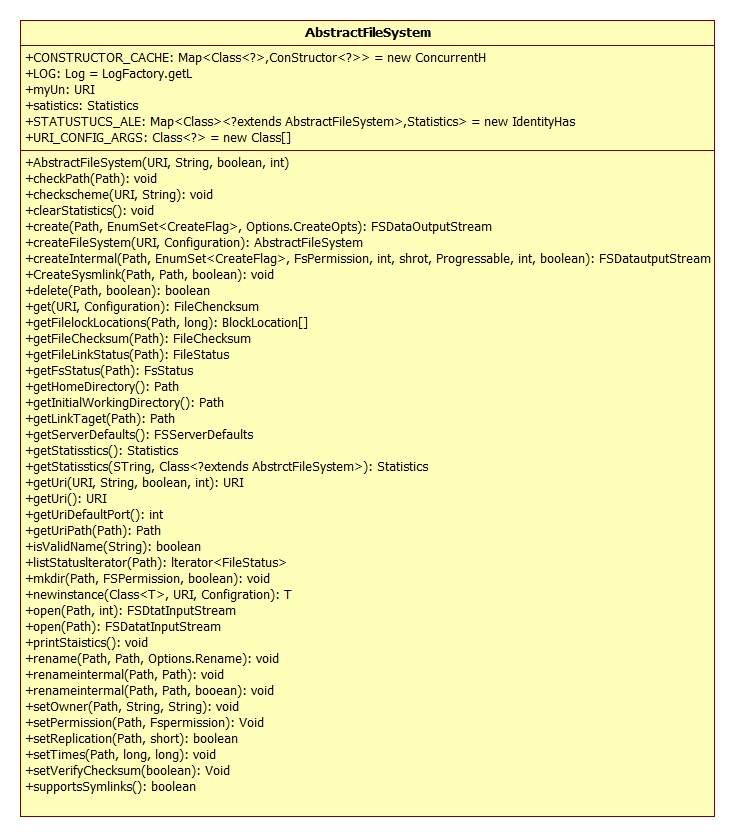 AbstractFileSystem
+CONSTRUCTOR_CACHE: Map<Class<?>,ConStructor<?>> = new ConcurrentH
+LOG: Log = LogFactory.getL
+myUn: URI
+satistics: Statistics
+STATUSTUCS_ALE: Map<Class><?extends AbstractFileSystem>,Statistics> = new IdentityHas
+URI_CONFIG_ARGS: Class<?> = new Class[]
+AbstractFileSystem(URI, String, boolean, int)
+checkPath(Path): void
+checkscheme(URI, String): void
+clearStatistics(): void
+create(Path, EnumSet<CreateFlag>, Options.CreateOpts): FSDataOutputStream
+createFileSystem(URI, Configuration): AbstractFileSystem
+createIntermal(Path, EnumSet<CreateFlag>, FsPermission, int, shrot, Progressable, int, boolean): FSDatautputStream
+CreateSysmlink(Path, Path, boolean): void
+delete(Path, boolean): boolean
+get(URI, Configuration): FileChencksum
+getFilelockLocations(Path, long): BlockLocation[]
+getFileChecksum(Path): FileChecksum
+getFileLinkStatus(Path): FileStatus
+getFsStatus(Path): FsStatus
+getHomeDirectory(): Path
+getInitialWorkingDirectory(): Path
+getLinkTaget(Path): Path
+getServerDefaults(): FSServerDefaults
+getStatisstics(): Statistics
+getStatisstics(STring, Class<?extends AbstrctFileSystem>): Statistics
+getUri(URI, String, boolean, int): URI
+getUri(): URI
+getUriDefaultPort(): int
+getUriPath(Path): Path
+isValidName(String): boolean
+listStatuslterator(Path): lterator<FileStatus>
+mkdir(Path, FSPermission, boolean): void
+newinstance(Class<T>, URI, Configration): T
+open(Path, int): FSDtatInputStream
+open(Path): FSDatatInputStream
+printStaistics(): void
+rename(Path, Path, Options.Rename): void
+renameintermal(Path, Path): void
+renameintermal(Path, Path, booean): void
+setOwner(Path, String, String): void
+setPermission(Path, Fspermission): Void
+setReplication(Path, short): boolean
+setTimes(Path, long, long): void
+setVerifyChecksum(boolean): Void
+supportsSymlinks(): boolean